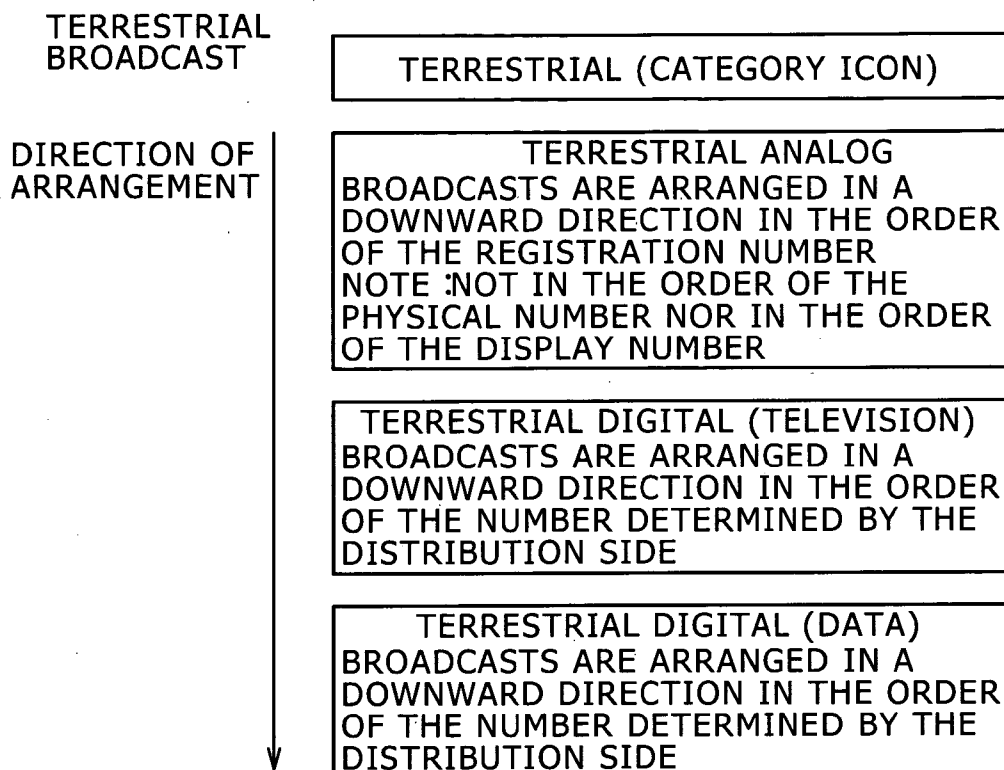 TERRESTRIAL
BROADCAST
TERRESTRIAL (CATEGORY ICON)
DIRECTION OF
ARRANGEMENT
TERRESTRIAL ANALOG
BROADCASTS ARE ARRANGED IN A
DOWNWARD DIRECTION IN THE ORDER
OF THE REGISTRATION NUMBER
NOTE :NOT IN THE ORDER OF THE
PHYSICAL NUMBER NOR IN THE ORDER
OF THE DISPLAY NUMBER
TERRESTRIAL DIGITAL (TELEVISION)
BROADCASTS ARE ARRANGED IN A
DOWNWARD DIRECTION IN THE ORDER
OF THE NUMBER DETERMINED BY THE
DISTRIBUTION SIDE
TERRESTRIAL DIGITAL (DATA)
BROADCASTS ARE ARRANGED IN A
DOWNWARD DIRECTION IN THE ORDER
OF THE NUMBER DETERMINED BY THE
DISTRIBUTION SIDE